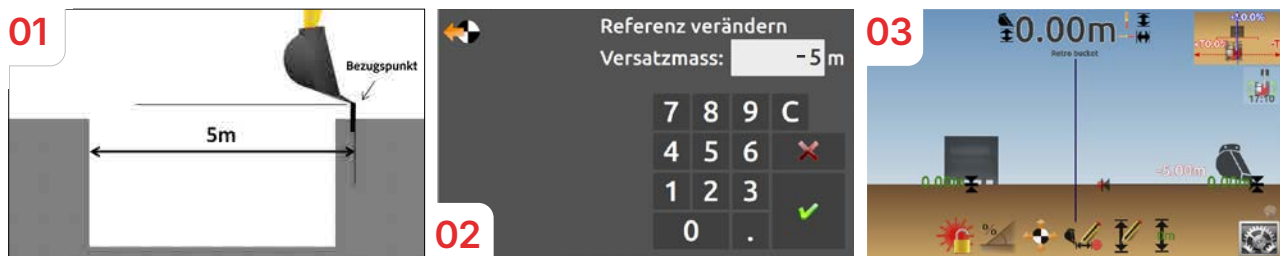 01
Bezugspunkt
5m
02
Referenz verändern
Versatzmass: -5 m
7 8 9 C
4 5 6
1 2 3
0 .
03
0.00m
Retro bucket
17:10
-5.00m
0.00m
0.00m
%